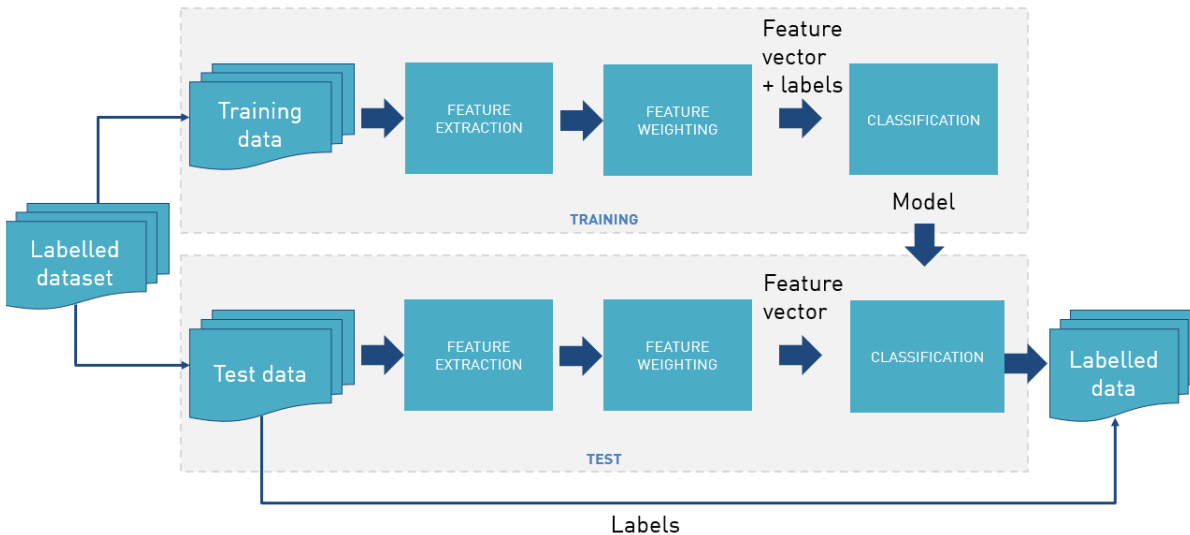 Feature
vector
+ labels
Training
data
FEATURE
EXTRACTION
FEATURE
WEIGHTING
CLASSIFICATION
TRAINING
Model
Labelled
dataset
Feature
vector
Test data
FEATURE
EXTRACTION
FEATURE
WEIGHTING
CLASSIFICATION
Labelled
data
TEST
Labels